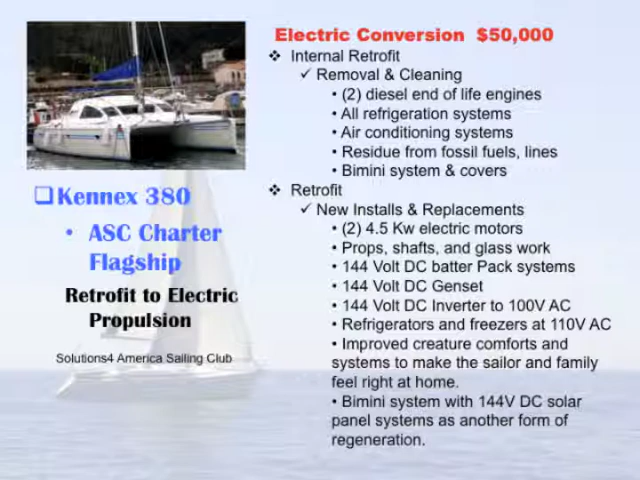 Electric Conversion $50,000
❖ Internal Retrofit
✓ Removal & Cleaning
• (2) diesel end of life engines
• All refrigeration systems
• Air conditioning systems
• Residue from fossil fuels, lines
• Bimini system & covers
❖ Retrofit
✓ New Installs & Replacements
• (2) 4.5 Kw electric motors
• Props, shafts, and glass work
• 144 Volt DC batter Pack systems
• 144 Volt DC Genset
• 144 Volt DC Inverter to 100V AC
• Refrigerators and freezers at 110V AC
• Improved creature comforts and
systems to make the sailor and family
feel right at home.
• Bimini system with 144V DC solar
panel systems as another form of
regeneration.
❑Kennex 380
• ASC Charter
Flagship
Retrofit to Electric
Propulsion
Solutions4 America Sailing Club